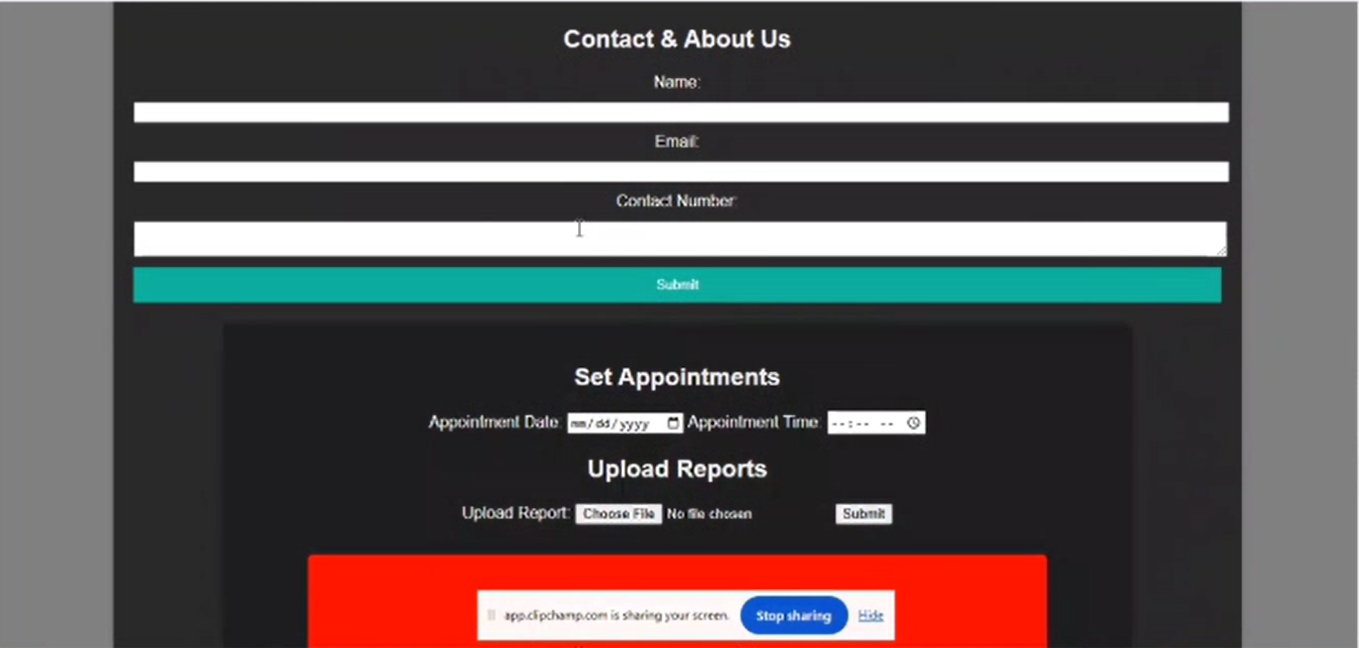 Contact & About Us
Name:
Email:
Contact Number:
Submit
Set Appointments
Appointment Date: mm/dd/yyyy Appointment Time: --:-- --
Upload Reports
Upload Report: Choose File No file chosen Submit
app.clipchamp.com is sharing your screen. Stop sharing Hide